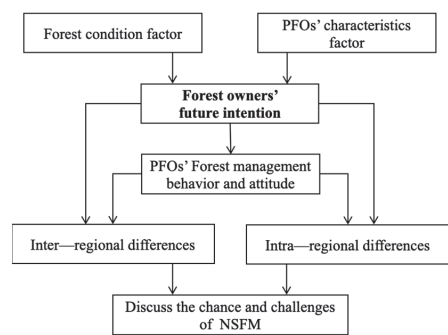 Forest condition factor
PFOs' characteristics
factor
Forest owners'
future intention
PFOs' Forest management
behavior and attitude
Inter—regional differences
Intra—regional differences
Discuss the chance and challenges
of NSFM